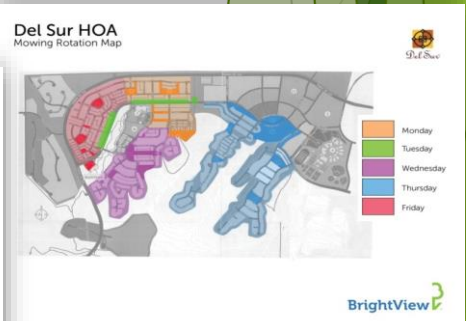 Del Sur HOA
Mowing Rotation Map
Del Sur
Monday
Tuesday
Wednesday
Thursday
Friday
BrightView